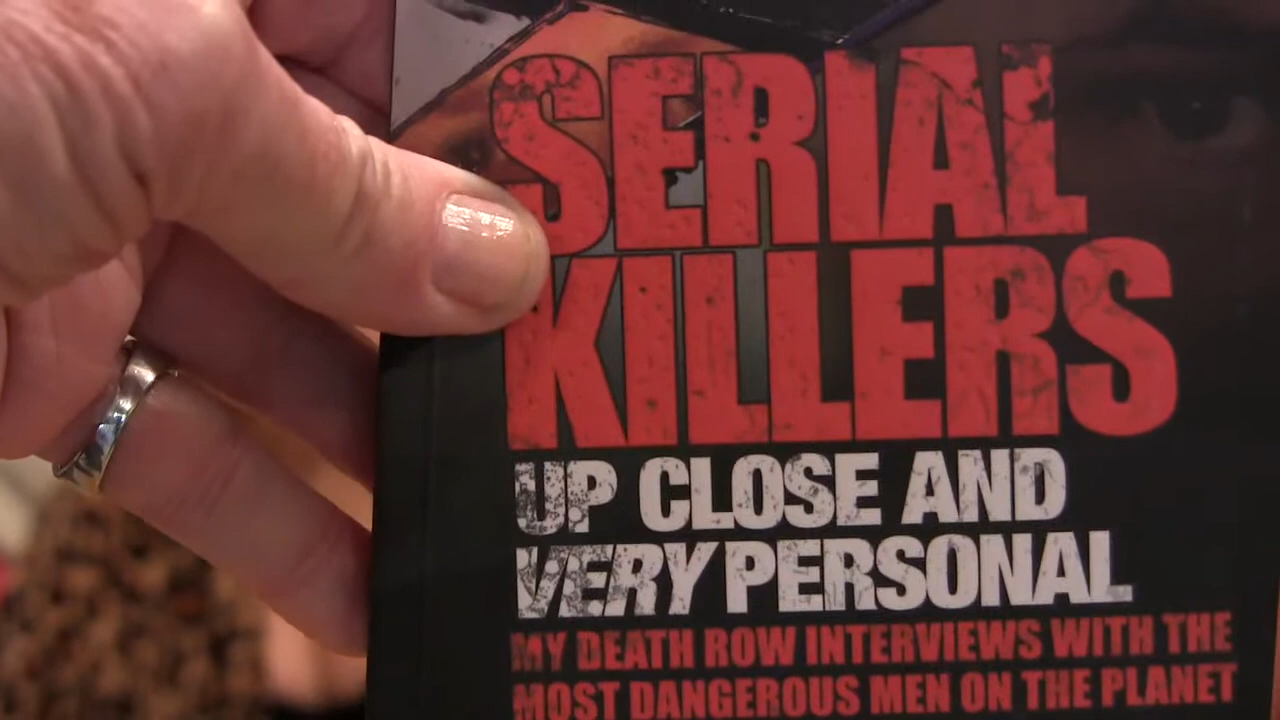 SERIAL
KILLERS
UP CLOSE AND
VERY PERSONAL
MY DEATH ROW INTERVIEWS WITH THE
MOST DANGEROUS MEN ON THE PLANET